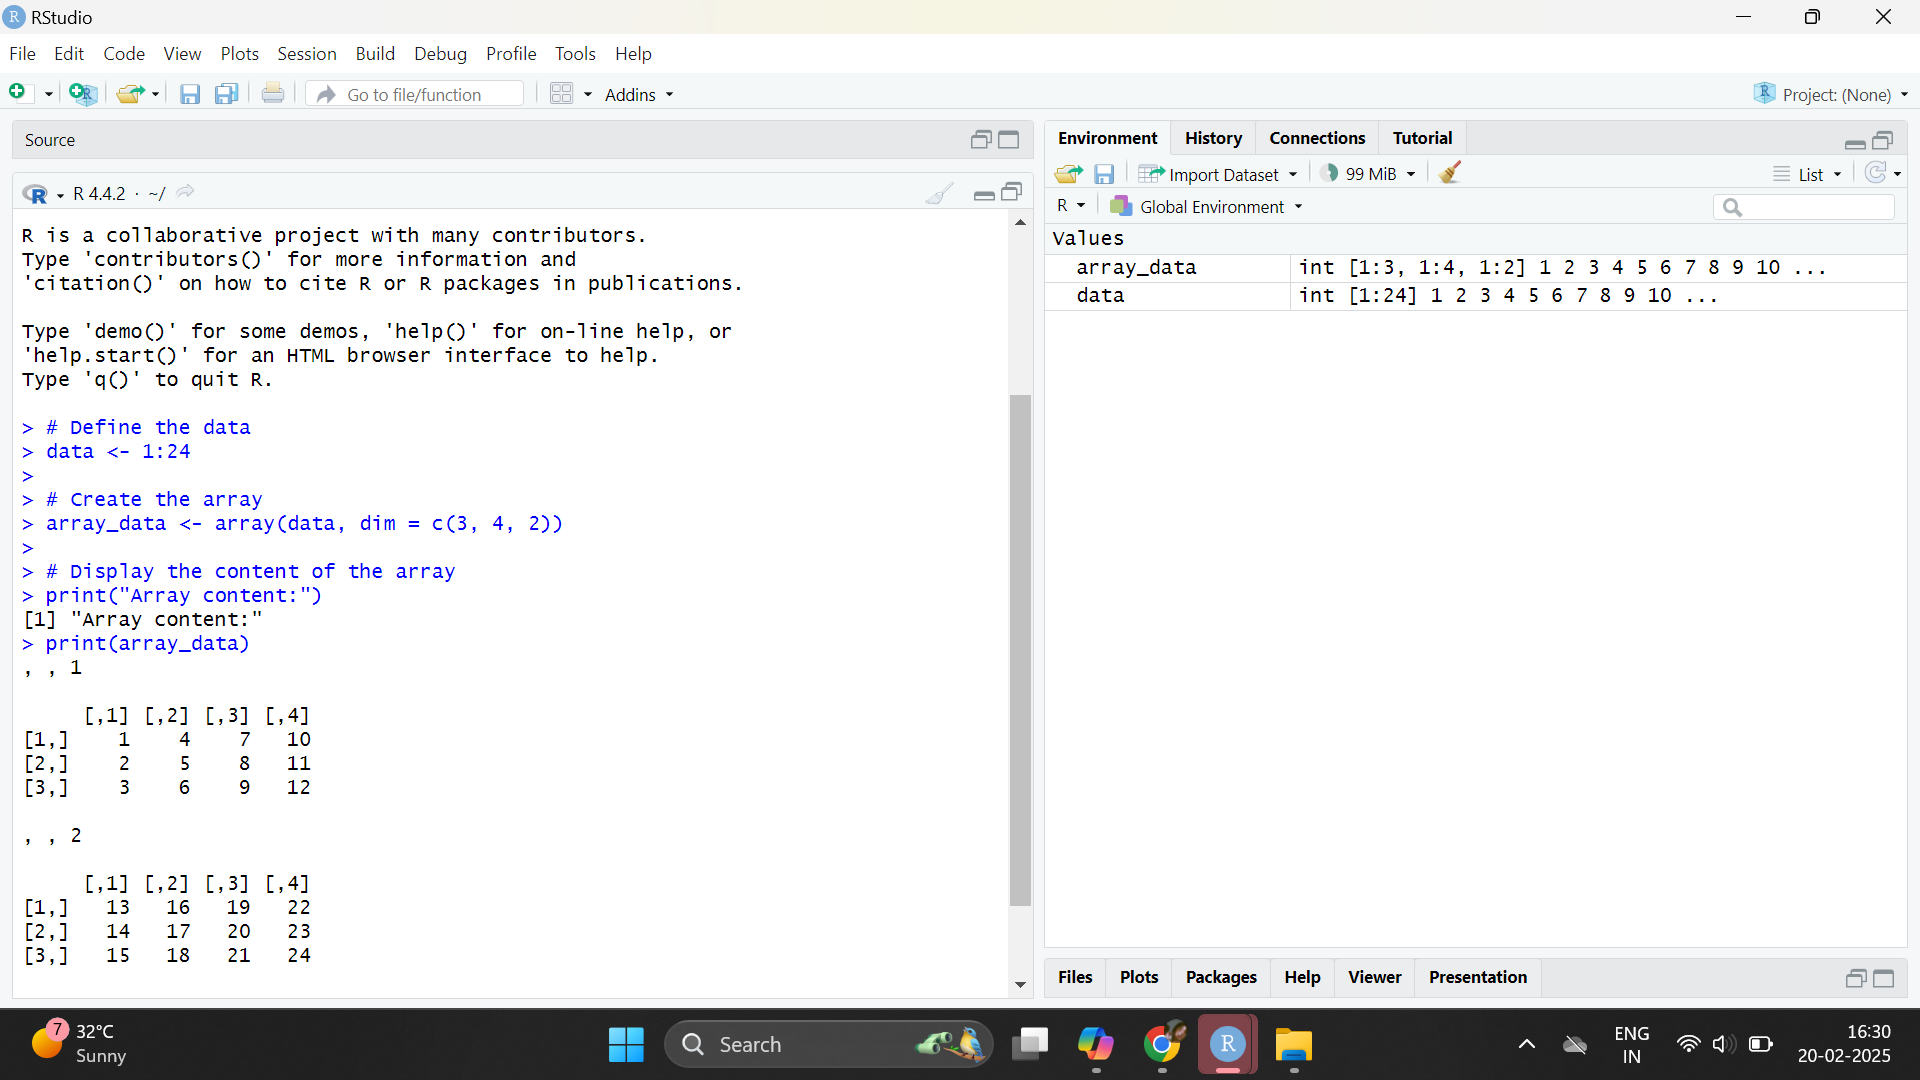 RStudio
File Edit Code View Plots Session Build Debug Profile Tools Help
Go to file/function Addins Project: (None)
Source
R 4.4.2 · ~/
R is a collaborative project with many contributors.
Type 'contributors()' for more information and
'citation()' on how to cite R or R packages in publications.
Type 'demo()' for some demos, 'help()' for on-line help, or
'help.start()' for an HTML browser interface to help.
Type 'q()' to quit R.
> # Define the data
> data <- 1:24
>
> # Create the array
> array_data <- array(data, dim = c(3, 4, 2))
>
> # Display the content of the array
> print("Array content:")
[1] "Array content:"
> print(array_data)
, , 1
[,1] [,2] [,3] [,4]
[1,] 1 4 7 10
[2,] 2 5 8 11
[3,] 3 6 9 12
, , 2
[,1] [,2] [,3] [,4]
[1,] 13 16 19 22
[2,] 14 17 20 23
[3,] 15 18 21 24
Environment History Connections Tutorial
Import Dataset 99 MiB List
R Global Environment
Values
array_data int [1:3, 1:4, 1:2] 1 2 3 4 5 6 7 8 9 10 ...
data int [1:24] 1 2 3 4 5 6 7 8 9 10 ...
Files Plots Packages Help Viewer Presentation
7 32°C
Sunny
Search
R
ENG
IN
16:30
20-02-2025